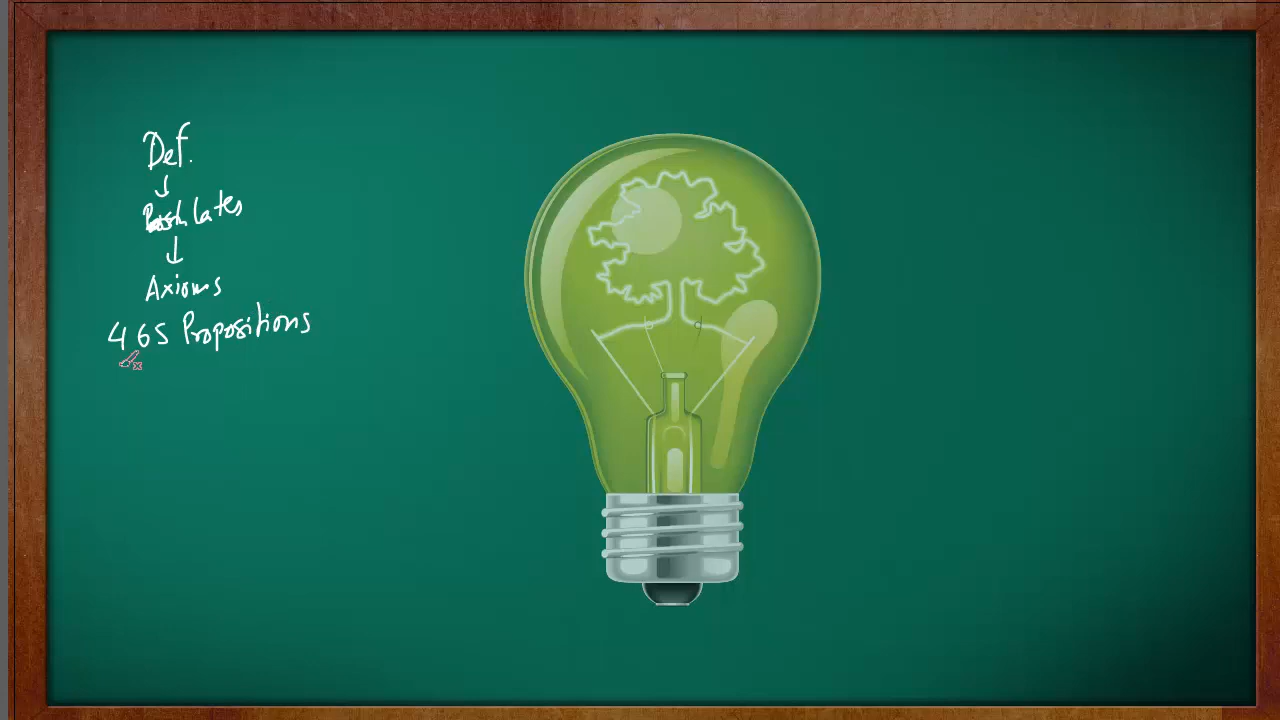 Def.
↓
Postulates
↓
Axioms
465 Propositions